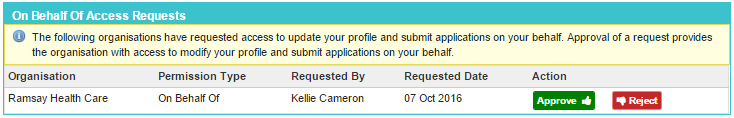 On Behalf Of Access Requests
The following organisations have requested access to update your profile and submit applications on your behalf. Approval of a request provides
the organisation with access to modify your profile and submit applications on your behalf.
Organisation Permission Type Requested By Requested Date Action
Ramsay Health Care On Behalf Of Kellie Cameron 07 Oct 2016 Approve Reject